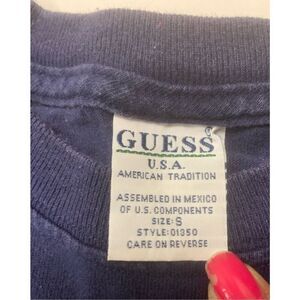 GUESS
U.S.A.
AMERICAN TRADITION
ASSEMBLED IN MEXICO
OF U.S. COMPONENTS
SIZE: S
STYLE: 01350
CARE ON REVERSE